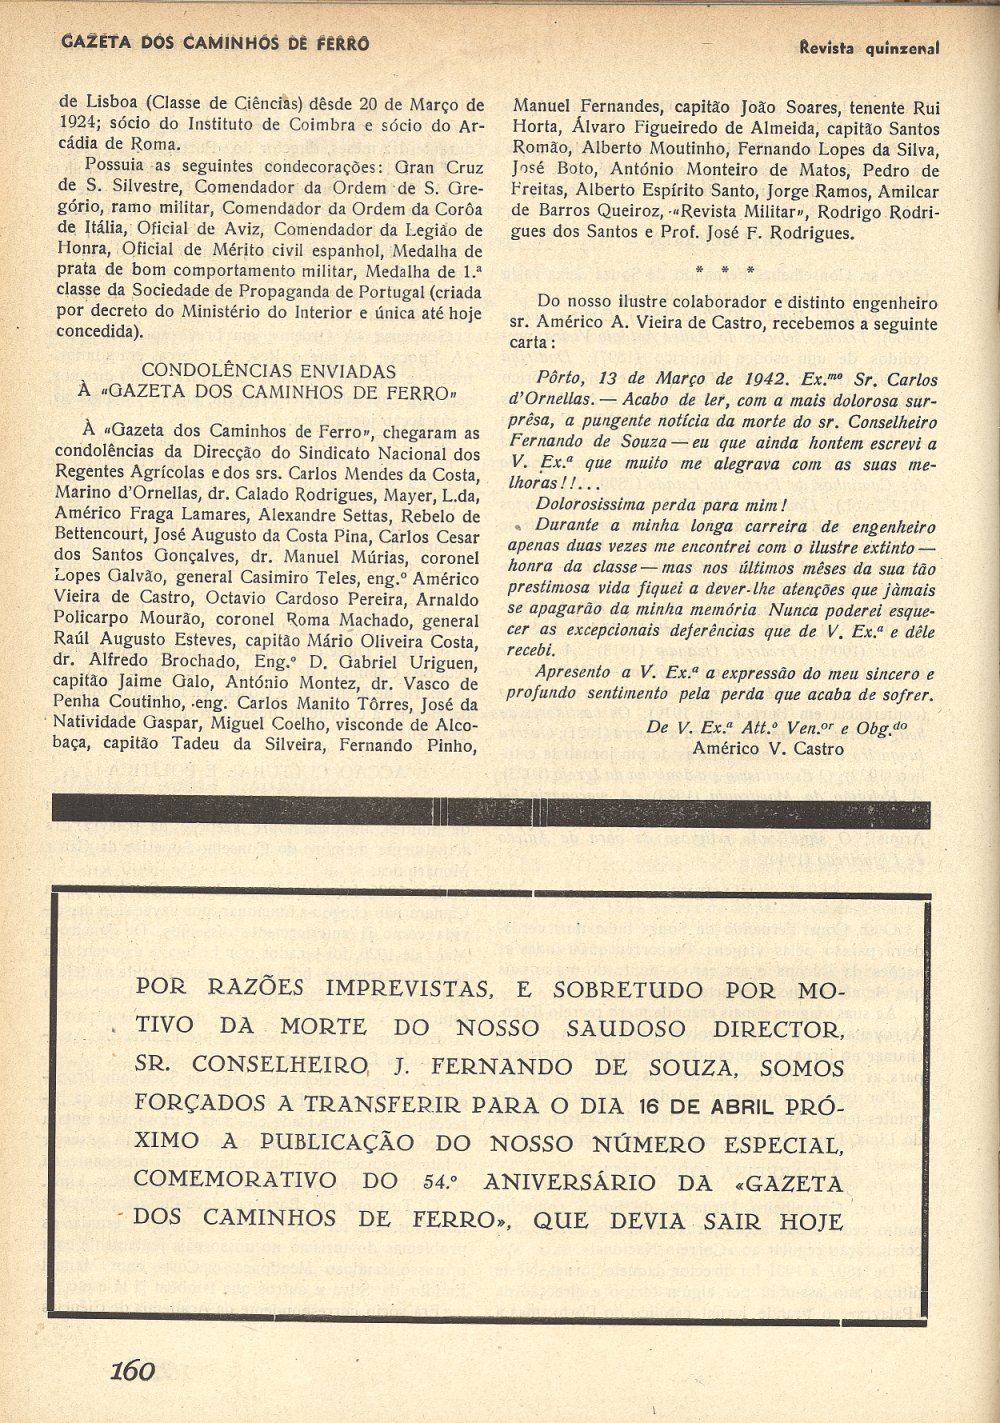 GAZETA DOS CAMINHOS DE FERRO
Revista quinzenal
de Lisboa (Classe de Ciências) dêsde 20 de Março de
1924; sócio do Instituto de Coimbra e sócio do Ar-
cádia de Roma.
Possuia as seguintes condecorações: Gran Cruz
de S. Silvestre, Comendador da Ordem de S. Gre-
gório, ramo militar, Comendador da Ordem da Corôa
de Itália, Oficial de Aviz, Comendador da Legião de
Honra, Oficial de Mérito civil espanhol, Medalha de
prata de bom comportamento militar, Medalha de 1.ª
classe da Sociedade de Propaganda de Portugal (criada
por decreto do Ministério do Interior e única até hoje
concedida).
CONDOLÊNCIAS ENVIADAS
À «GAZETA DOS CAMINHOS DE FERRO»
À «Gazeta dos Caminhos de Ferro», chegaram as
condolências da Direcção do Sindicato Nacional dos
Regentes Agrícolas e dos srs. Carlos Mendes da Costa,
Marino d'Ornellas, dr. Calado Rodrigues, Mayer, L.da,
Américo Fraga Lamares, Alexandre Settas, Rebelo de
Bettencourt, José Augusto da Costa Pina, Carlos Cesar
dos Santos Gonçalves, dr. Manuel Múrias, coronel
Lopes Galvão, general Casimiro Teles, eng.º Américo
Vieira de Castro, Octavio Cardoso Pereira, Arnaldo
Policarpo Mourão, coronel Roma Machado, general
Raúl Augusto Esteves, capitão Mário Oliveira Costa,
dr. Alfredo Brochado, Eng.º D. Gabriel Uriguen,
capitão Jaime Galo, António Montez, dr. Vasco de
Penha Coutinho, eng. Carlos Manito Tôrres, José da
Natividade Gaspar, Miguel Coelho, visconde de Alco-
baça, capitão Tadeu da Silveira, Fernando Pinho,
Manuel Fernandes, capitão João Soares, tenente Rui
Horta, Álvaro Figueiredo de Almeida, capitão Santos
Romão, Alberto Moutinho, Fernando Lopes da Silva,
José Boto, António Monteiro de Matos, Pedro de
Freitas, Alberto Espírito Santo, Jorge Ramos, Amilcar
de Barros Queiroz, «Revista Militar», Rodrigo Rodri-
gues dos Santos e Prof. José F. Rodrigues.
* * *
Do nosso ilustre colaborador e distinto engenheiro
sr. Américo A. Vieira de Castro, recebemos a seguinte
carta:
Pôrto, 13 de Março de 1942. Ex.mo Sr. Carlos
d'Ornellas. — Acabo de ler, com a mais dolorosa sur-
prêsa, a pungente notícia da morte do sr. Conselheiro
Fernando de Souza — eu que ainda hontem escrevi a
V. Ex.ª que muito me alegrava com as suas me-
lhoras!!...
Dolorosissima perda para mim!
Durante a minha longa carreira de engenheiro
apenas duas vezes me encontrei com o ilustre extinto —
honra da classe — mas nos últimos mêses da sua tão
prestimosa vida fiquei a dever-lhe atenções que jàmais
se apagarão da minha memória Nunca poderei esque-
cer as excepcionais deferências que de V. Ex.ª e dêle
recebi.
Apresento a V. Ex.ª a expressão do meu sincero e
profundo sentimento pela perda que acaba de sofrer.
De V. Ex.ª Att.º Ven.or e Obg.do
Américo V. Castro
POR RAZÕES IMPREVISTAS, E SOBRETUDO POR MO-
TIVO DA MORTE DO NOSSO SAUDOSO DIRECTOR,
SR. CONSELHEIRO J. FERNANDO DE SOUZA, SOMOS
FORÇADOS A TRANSFERIR PARA O DIA 16 DE ABRIL PRÓ-
XIMO A PUBLICAÇÃO DO NOSSO NÚMERO ESPECIAL,
COMEMORATIVO DO 54.º ANIVERSÁRIO DA «GAZETA
DOS CAMINHOS DE FERRO», QUE DEVIA SAIR HOJE
160